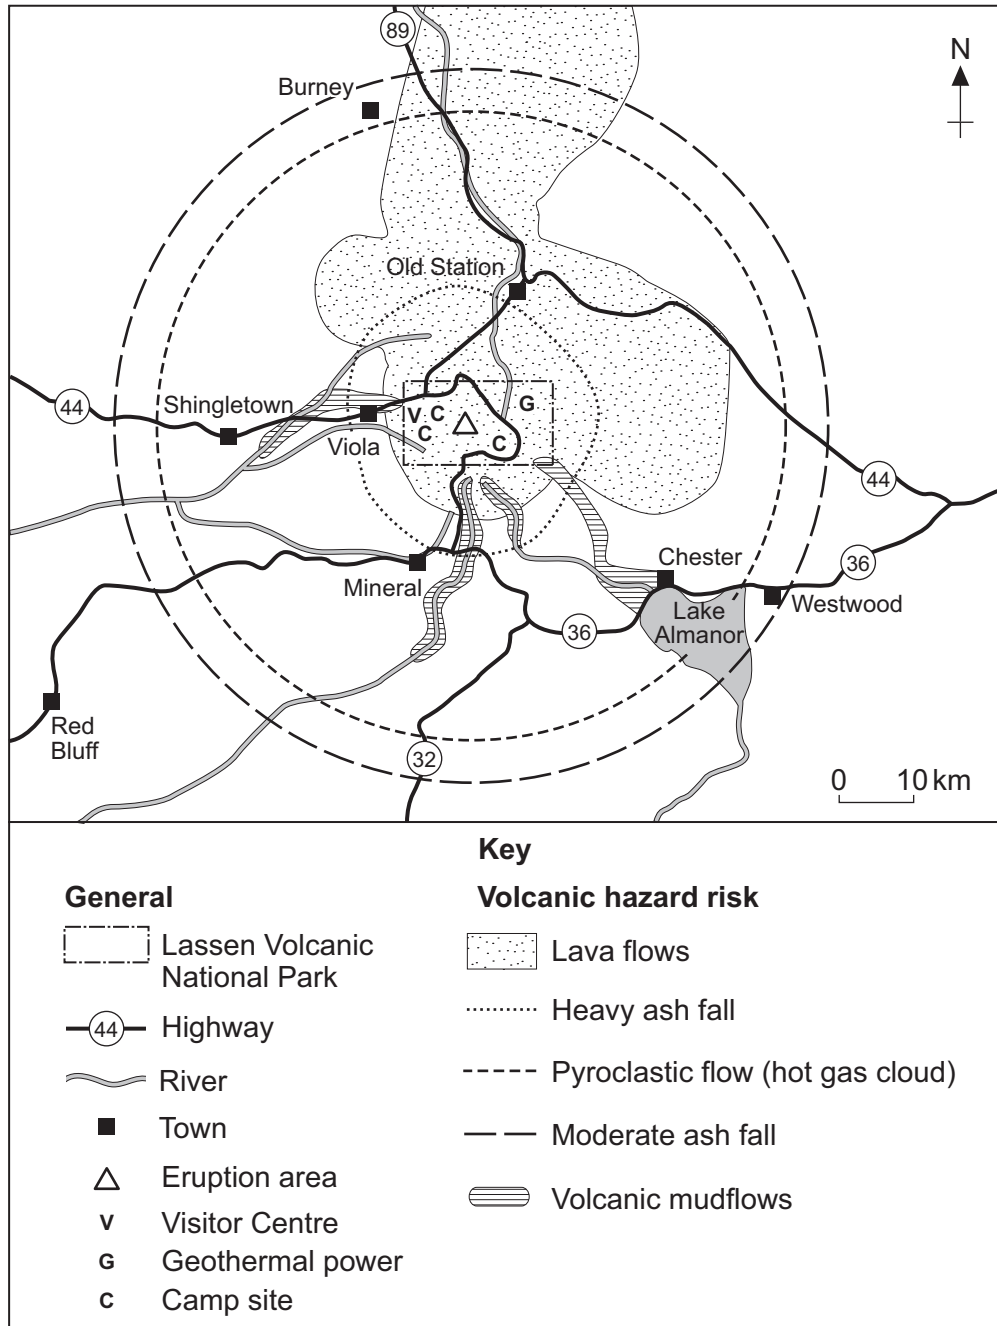 89
N
Burney
Old Station
44
Shingletown
V
C
G
C
C
Viola
44
Chester
36
Mineral
Westwood
36
Lake
Almanor
Red
Bluff
32
0 10 km
Key
General
Lassen Volcanic
National Park
44 Highway
River
Town
Eruption area
V Visitor Centre
G Geothermal power
C Camp site
Volcanic hazard risk
Lava flows
Heavy ash fall
Pyroclastic flow (hot gas cloud)
Moderate ash fall
Volcanic mudflows